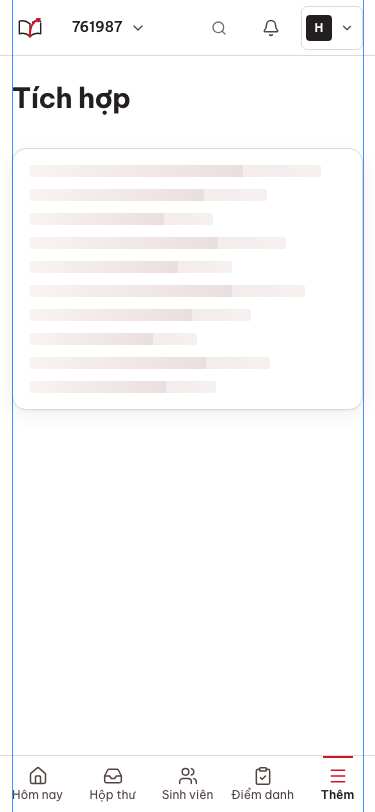 761987
H
Tích hợp
Hôm nay
Hộp thư
Sinh viên
Điểm danh
Thêm